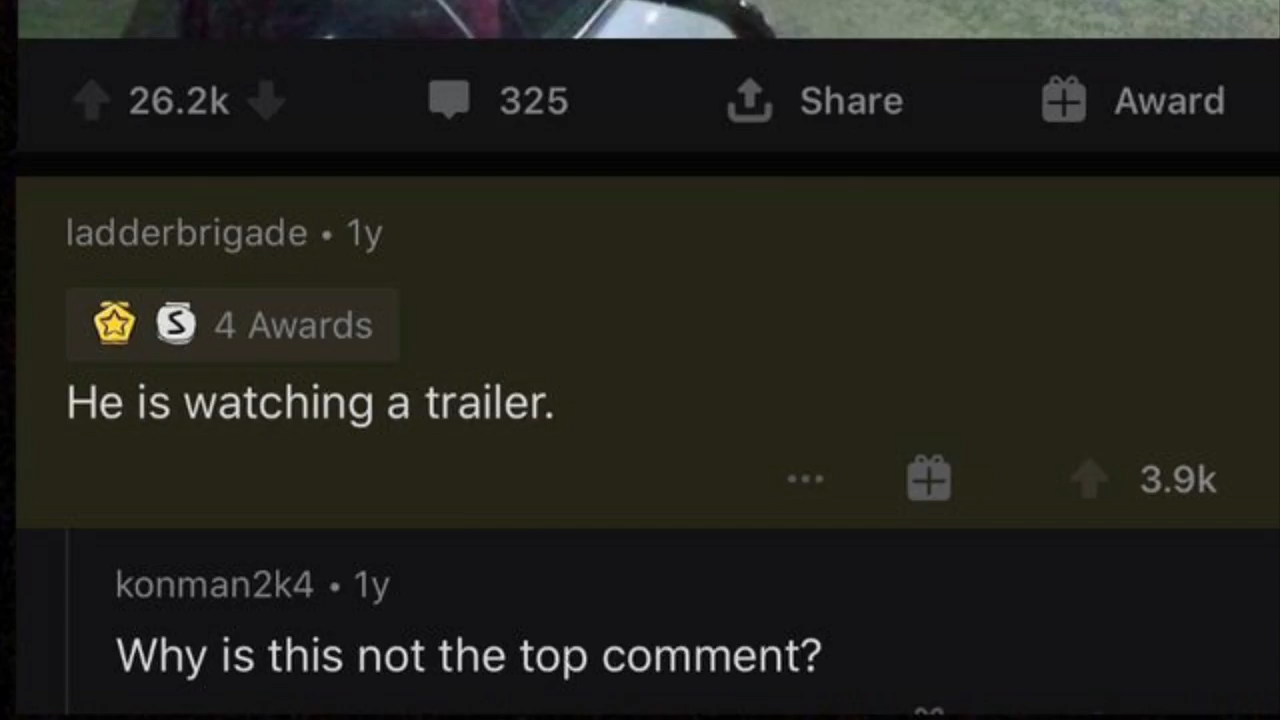 26.2k 325 Share Award
ladderbrigade • 1y
S 4 Awards
He is watching a trailer.
... 3.9k
konman2k4 • 1y
Why is this not the top comment?